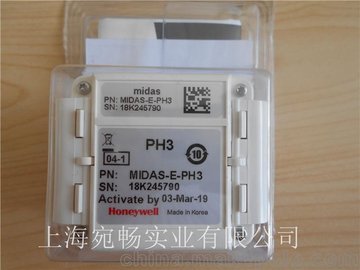 midas
PN: MIDAS-E-PH3
SN: 18K245790
PH3
04-1
10
PN: MIDAS-E-PH3
SN: 18K245790
Activate by 03-Mar-19
Honeywell
Made in Korea
上海宛畅实业有限公司